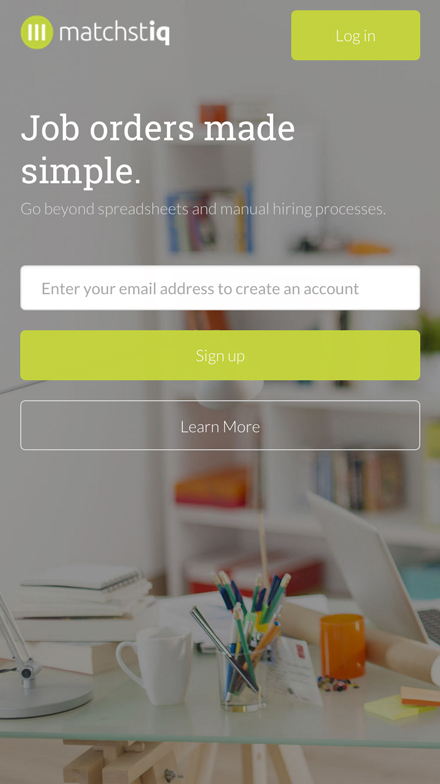 matchstiq
Log in
Job orders made
simple.
Go beyond spreadsheets and manual hiring processes.
Enter your email address to create an account
Sign up
Learn More